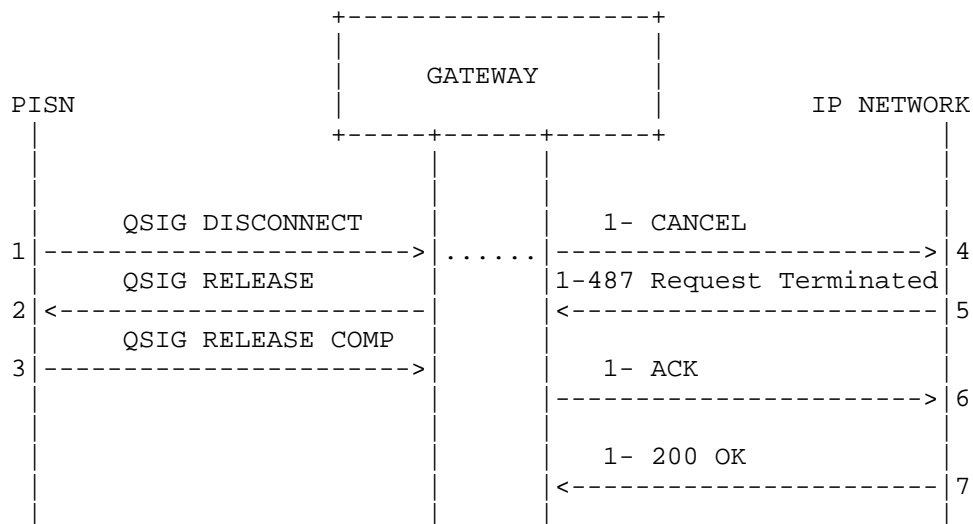 GATEWAY
PISN IP NETWORK
QSIG DISCONNECT 1- CANCEL
1 4
QSIG RELEASE 1-487 Request Terminated
2 5
QSIG RELEASE COMP
3 1- ACK
6
1- 200 OK
7